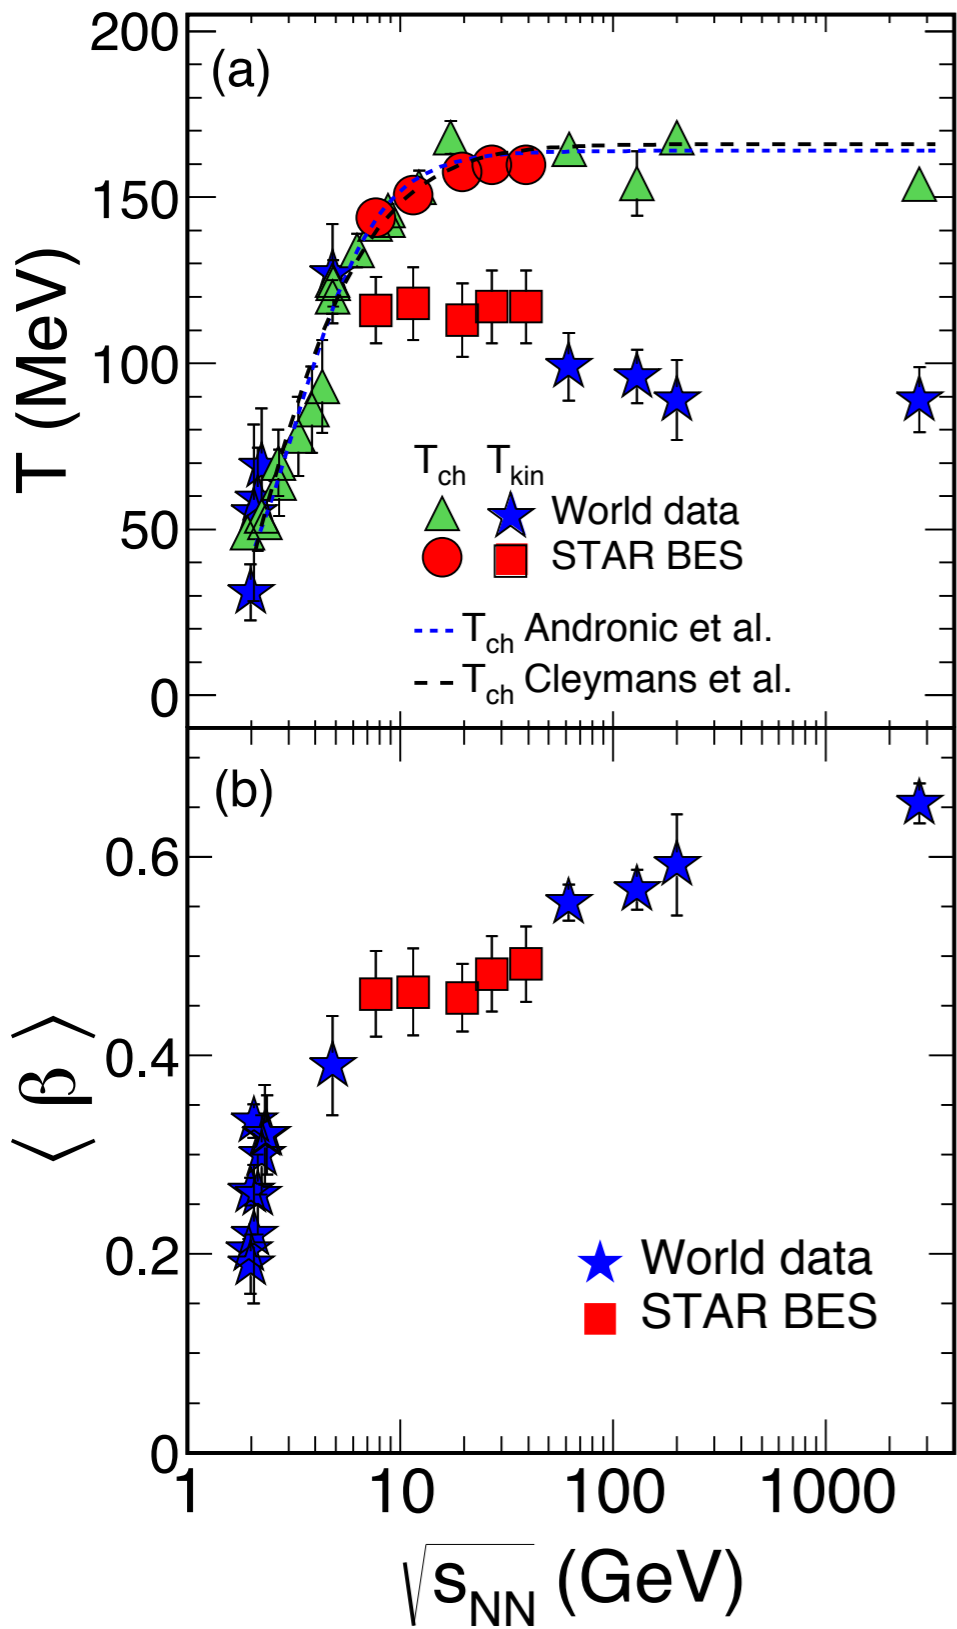 200
(a)
150
T (MeV)
100
T_ch T_kin
World data
50
STAR BES
T_ch Andronic et al.
T_ch Cleymans et al.
0
(b)
0.6
⟨ β ⟩
0.4
0.2
World data
STAR BES
0
1 10 100 1000
√s_NN (GeV)